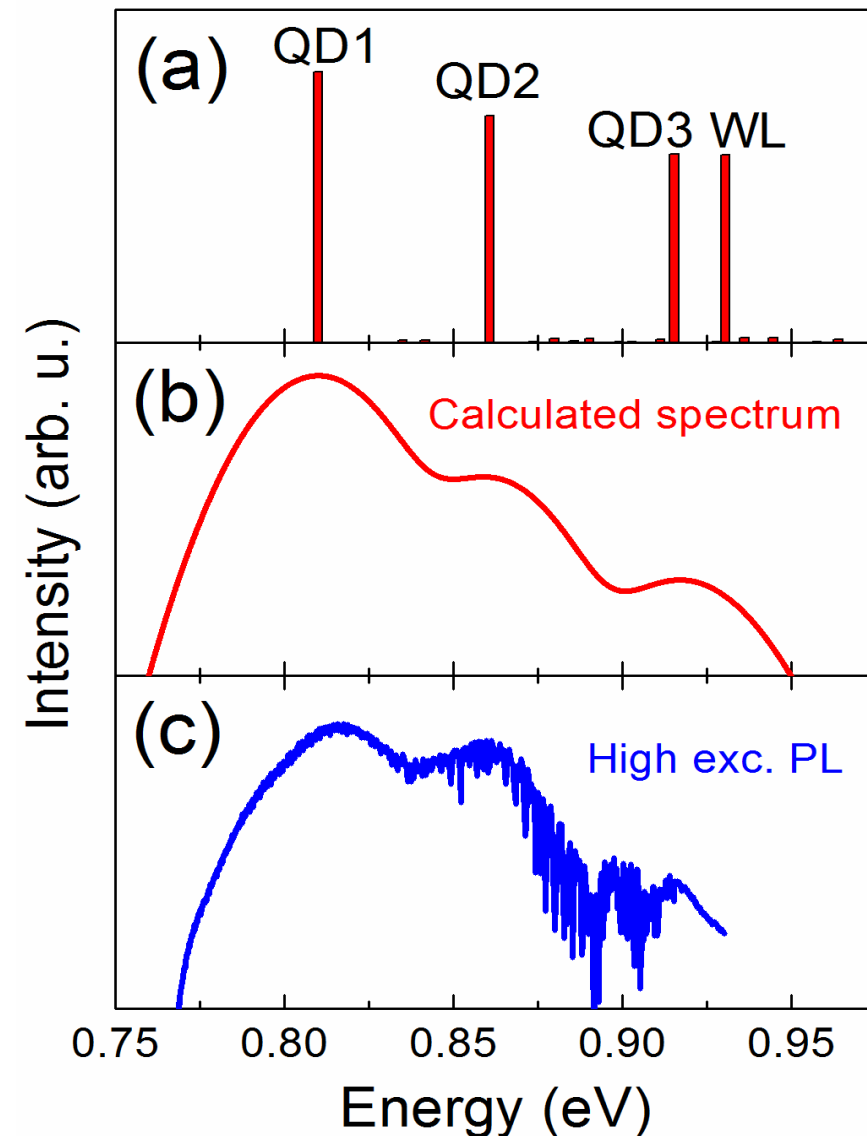 (a)
QD1
QD2
QD3 WL
(b)
Calculated spectrum
(c)
High exc. PL
Intensity (arb. u.)
0.75 0.80 0.85 0.90 0.95
Energy (eV)